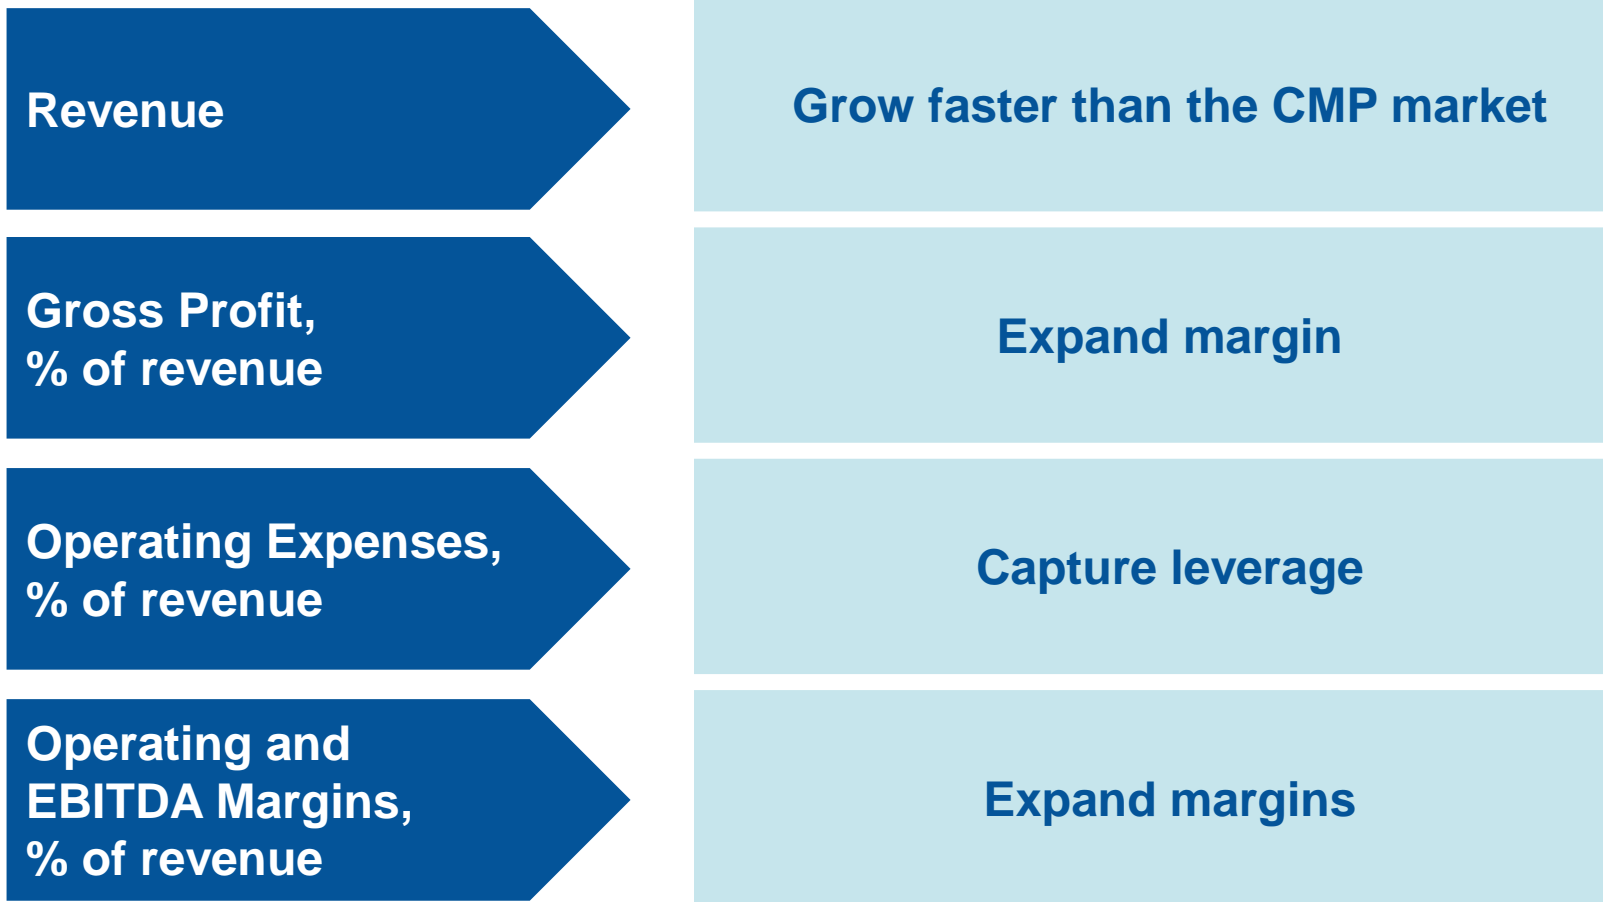 Revenue
Grow faster than the CMP market
Gross Profit,
% of revenue
Expand margin
Operating Expenses,
% of revenue
Capture leverage
Operating and
EBITDA Margins,
% of revenue
Expand margins